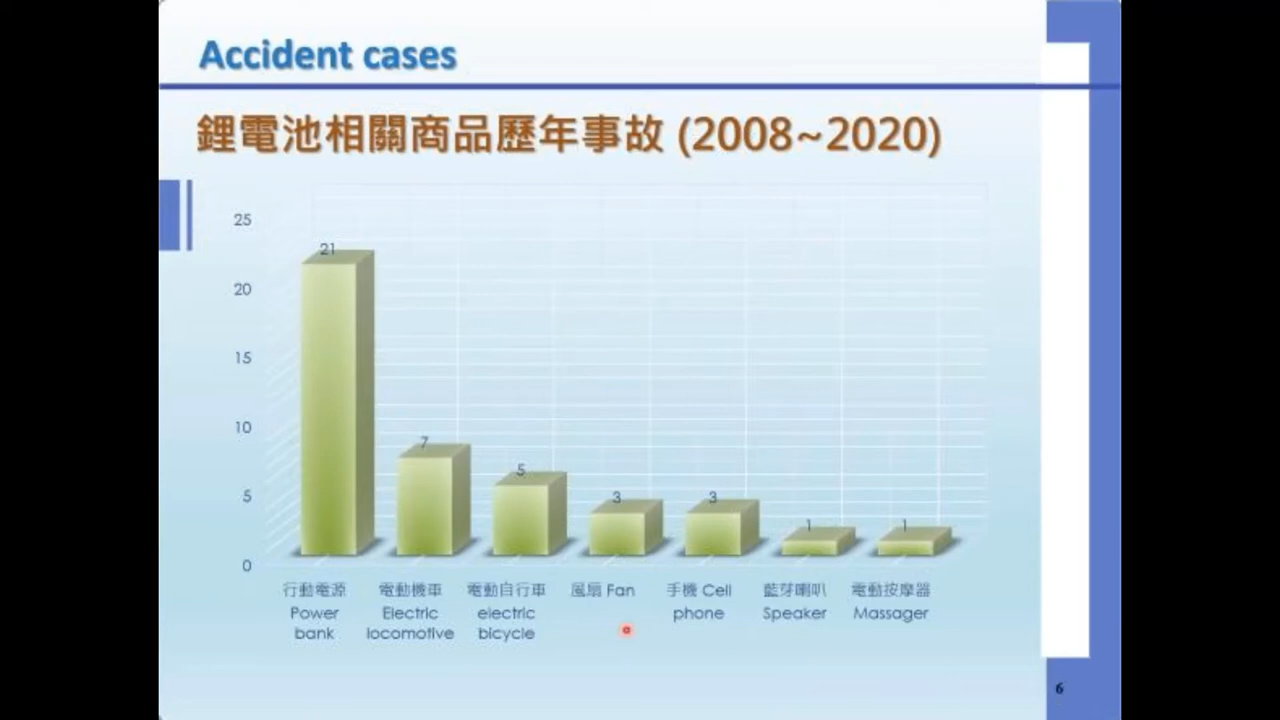 Accident cases
鋰電池相關商品歷年事故 (2008~2020)
25
20
15
10
5
0
21
7
5
3
3
1
1
行動電源
Power
bank
電動機車
Electric
locomotive
電動自行車
electric
bicycle
風扇 Fan
手機 Cell
phone
藍芽喇叭
Speaker
電動按摩器
Massager
6